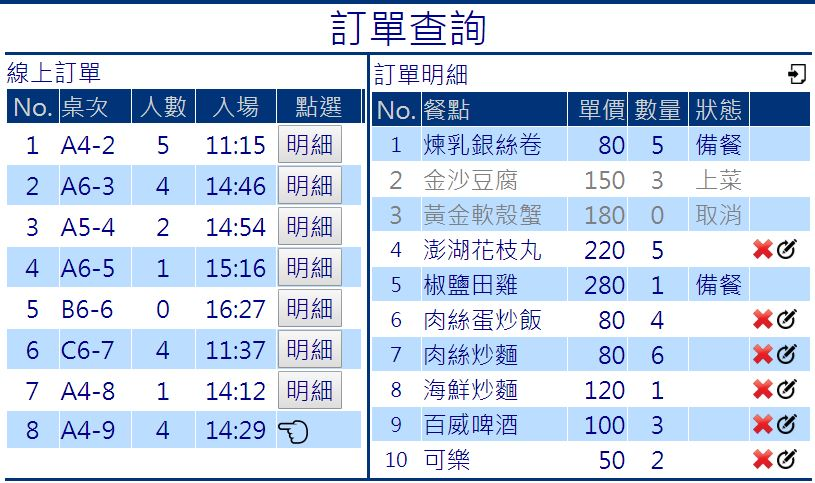 訂單查詢
線上訂單
No. 桌次 人數 入場 點選
1 A4-2 5 11:15 明細
2 A6-3 4 14:46 明細
3 A5-4 2 14:54 明細
4 A6-5 1 15:16 明細
5 B6-6 0 16:27 明細
6 C6-7 4 11:37 明細
7 A4-8 1 14:12 明細
8 A4-9 4 14:29
訂單明細
No. 餐點 單價 數量 狀態
1 煉乳銀絲卷 80 5 備餐
2 金沙豆腐 150 3 上菜
3 黃金軟殼蟹 180 0 取消
4 澎湖花枝丸 220 5
5 椒鹽田雞 280 1 備餐
6 肉絲蛋炒飯 80 4
7 肉絲炒麵 80 6
8 海鮮炒麵 120 1
9 百威啤酒 100 3
10 可樂 50 2